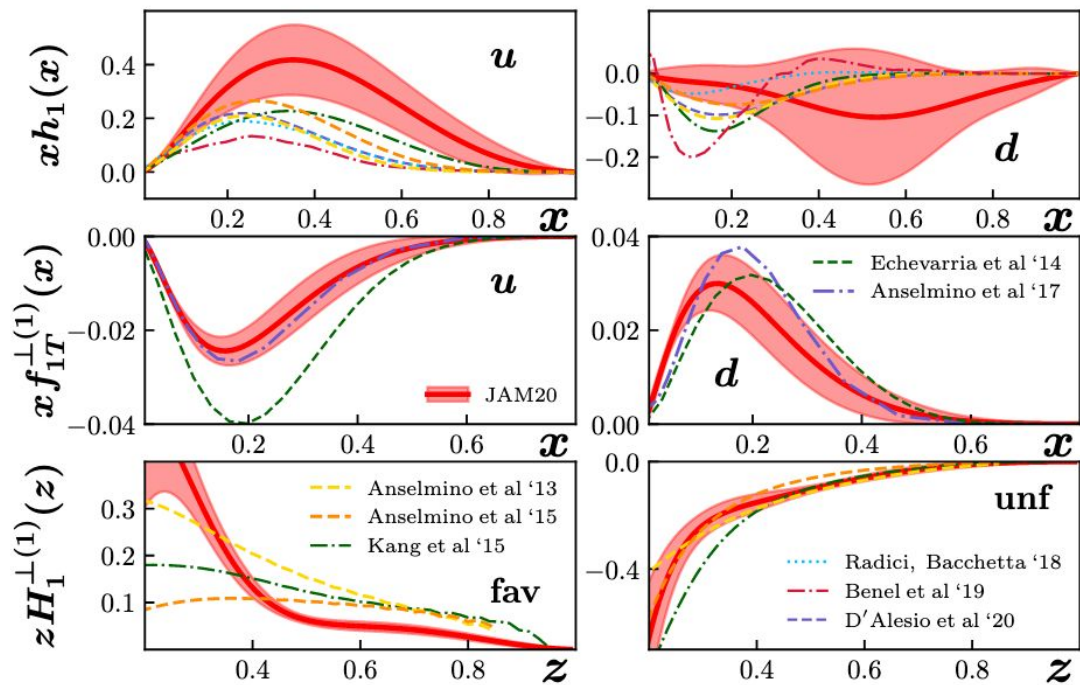 xh₁(x)
0.4
0.2
0.0
u
0.2 0.4 0.6 0.8 x
0.0
−0.1
−0.2
d
0.2 0.4 0.6 0.8 x
xf₁T^⊥(1)(x)
0.00
−0.02
−0.04
u
JAM20
0.2 0.4 0.6 x
0.04
0.02
0.00
Echevarria et al ‘14
Anselmino et al ‘17
d
0.2 0.4 0.6 x
zH₁^⊥(1)(z)
0.3
0.2
0.1
Anselmino et al ‘13
Anselmino et al ‘15
Kang et al ‘15
fav
0.4 0.6 0.8 z
0.0
−0.4
unf
Radici, Bacchetta ‘18
Benel et al ‘19
D′Alesio et al ‘20
0.4 0.6 0.8 z